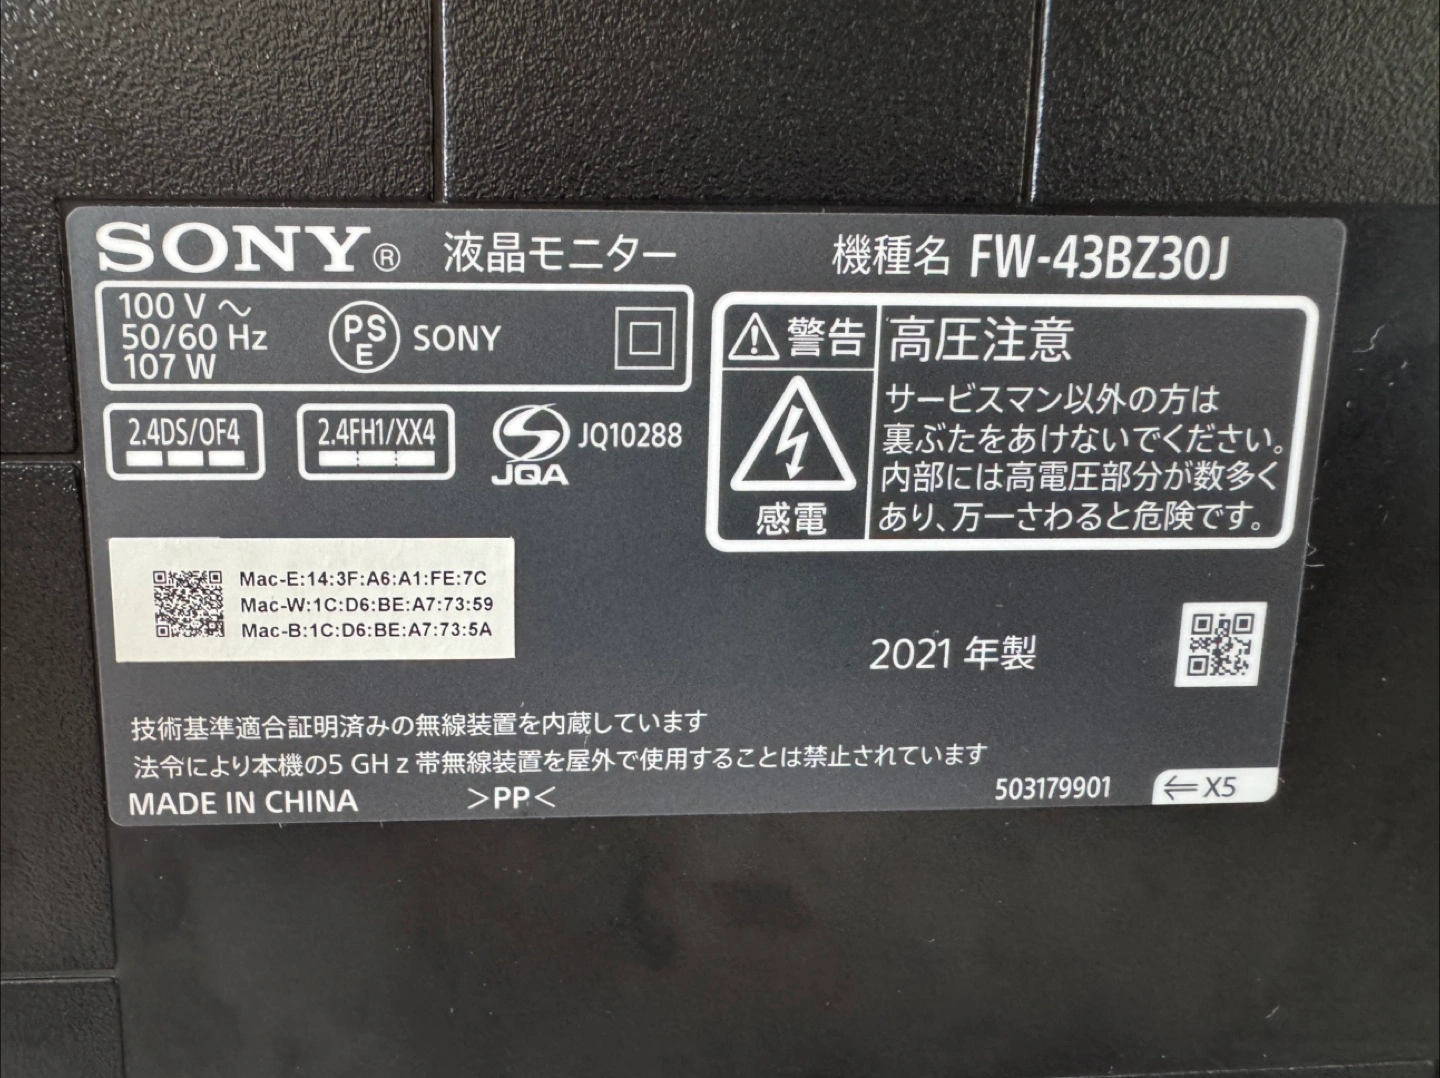 SONY® 液晶モニター 機種名 FW-43BZ30J
100 V ～
50/60 Hz
107 W
PS
E
SONY
2.4DS/OF4
2.4FH1/XX4
JQA
JQ10288
警告
感電
高圧注意
サービスマン以外の方は
裏ぶたをあけないでください。
内部には高電圧部分が数多く
あり、万一さわると危険です。
Mac-E:14:3F:A6:A1:FE:7C
Mac-W:1C:D6:BE:A7:73:59
Mac-B:1C:D6:BE:A7:73:5A
2021 年製
技術基準適合証明済みの無線装置を内蔵しています
法令により本機の5 GHz 帯無線装置を屋外で使用することは禁止されています
MADE IN CHINA >PP< 503179901 ⇐X5